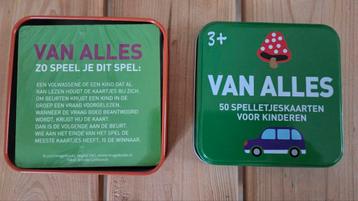 VAN ALLES
ZO SPEEL JE DIT SPEL:
EEN VOLWASSENE OF EEN KIND DAT AL
KAN LEZEN HOUDT DE KAARTJES BIJ ZICH.
OM BEURTEN KRIJGT EEN KIND IN DE
GROEP EEN VRAAG VOORGELEZEN.
WANNEER DE VRAAG GOED BEANTWOORD
WORDT, KRIJGT HIJ DE KAART.
DAN IS DE VOLGENDE AAN DE BEURT.
WIE AAN HET EINDE VAN HET SPEL DE
MEESTE KAARTJES HEEFT, IS DE WINNAAR.
3+
VAN ALLES
50 SPELLETJESKAARTEN
VOOR KINDEREN